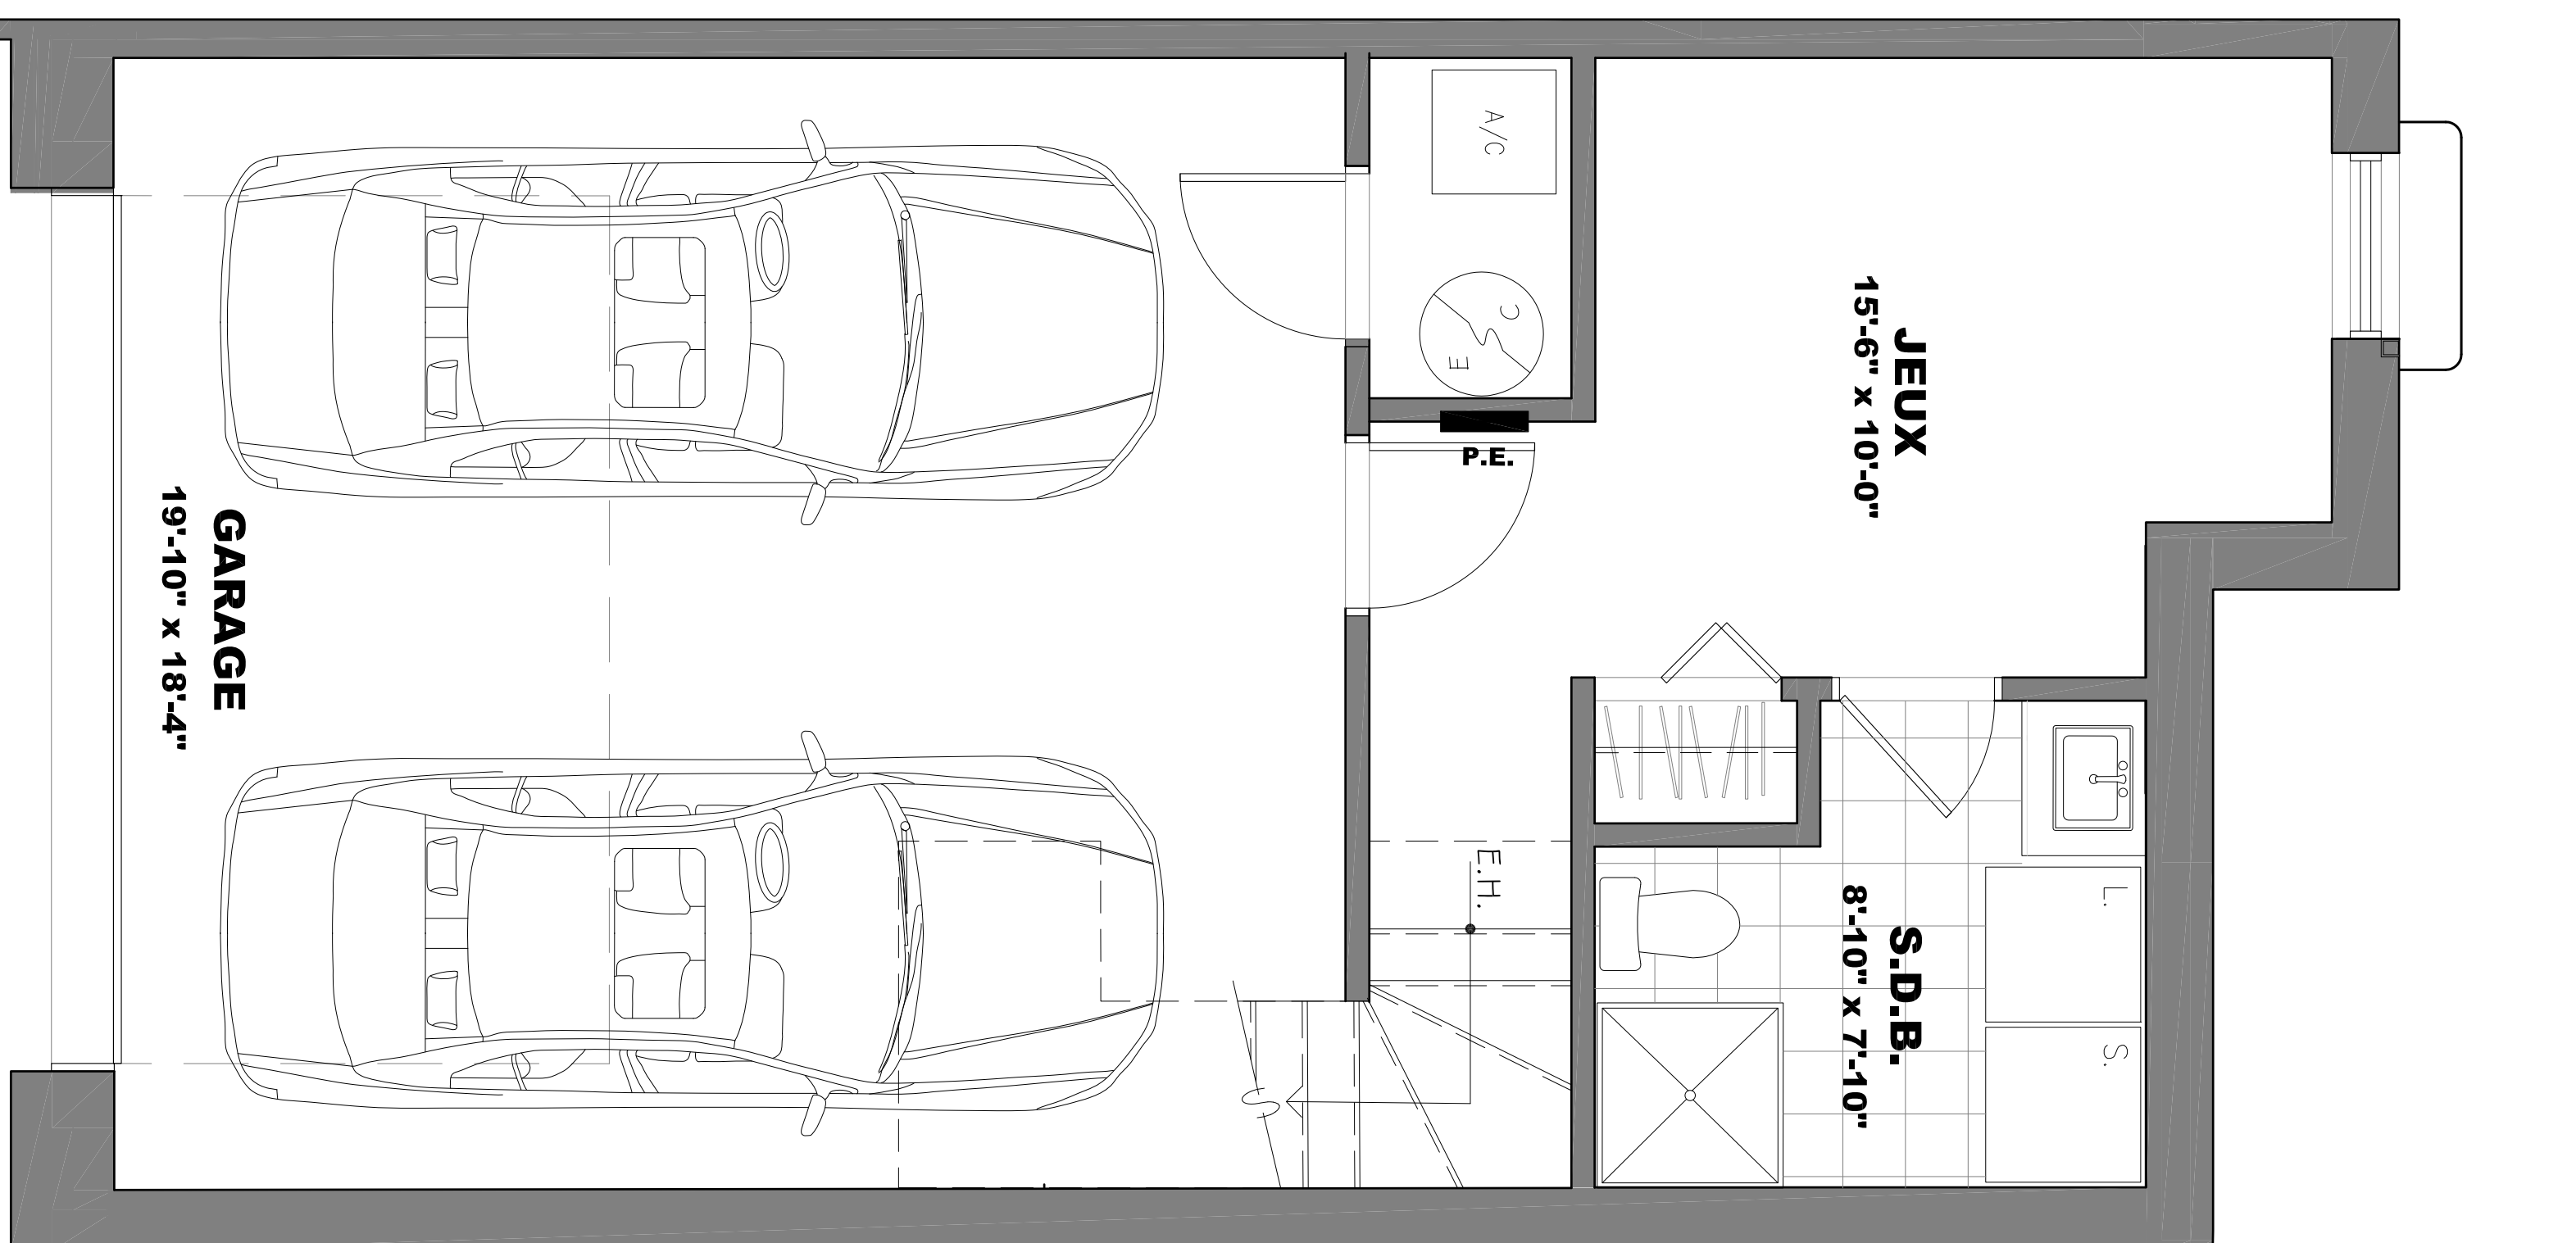 GARAGE
19'-10" x 18'-4"
A/C
C
E
P.E.
JEUX
15'-6" x 10'-0"
E.H.
S.D.B.
8'-10" x 7'-10"
L.
S.